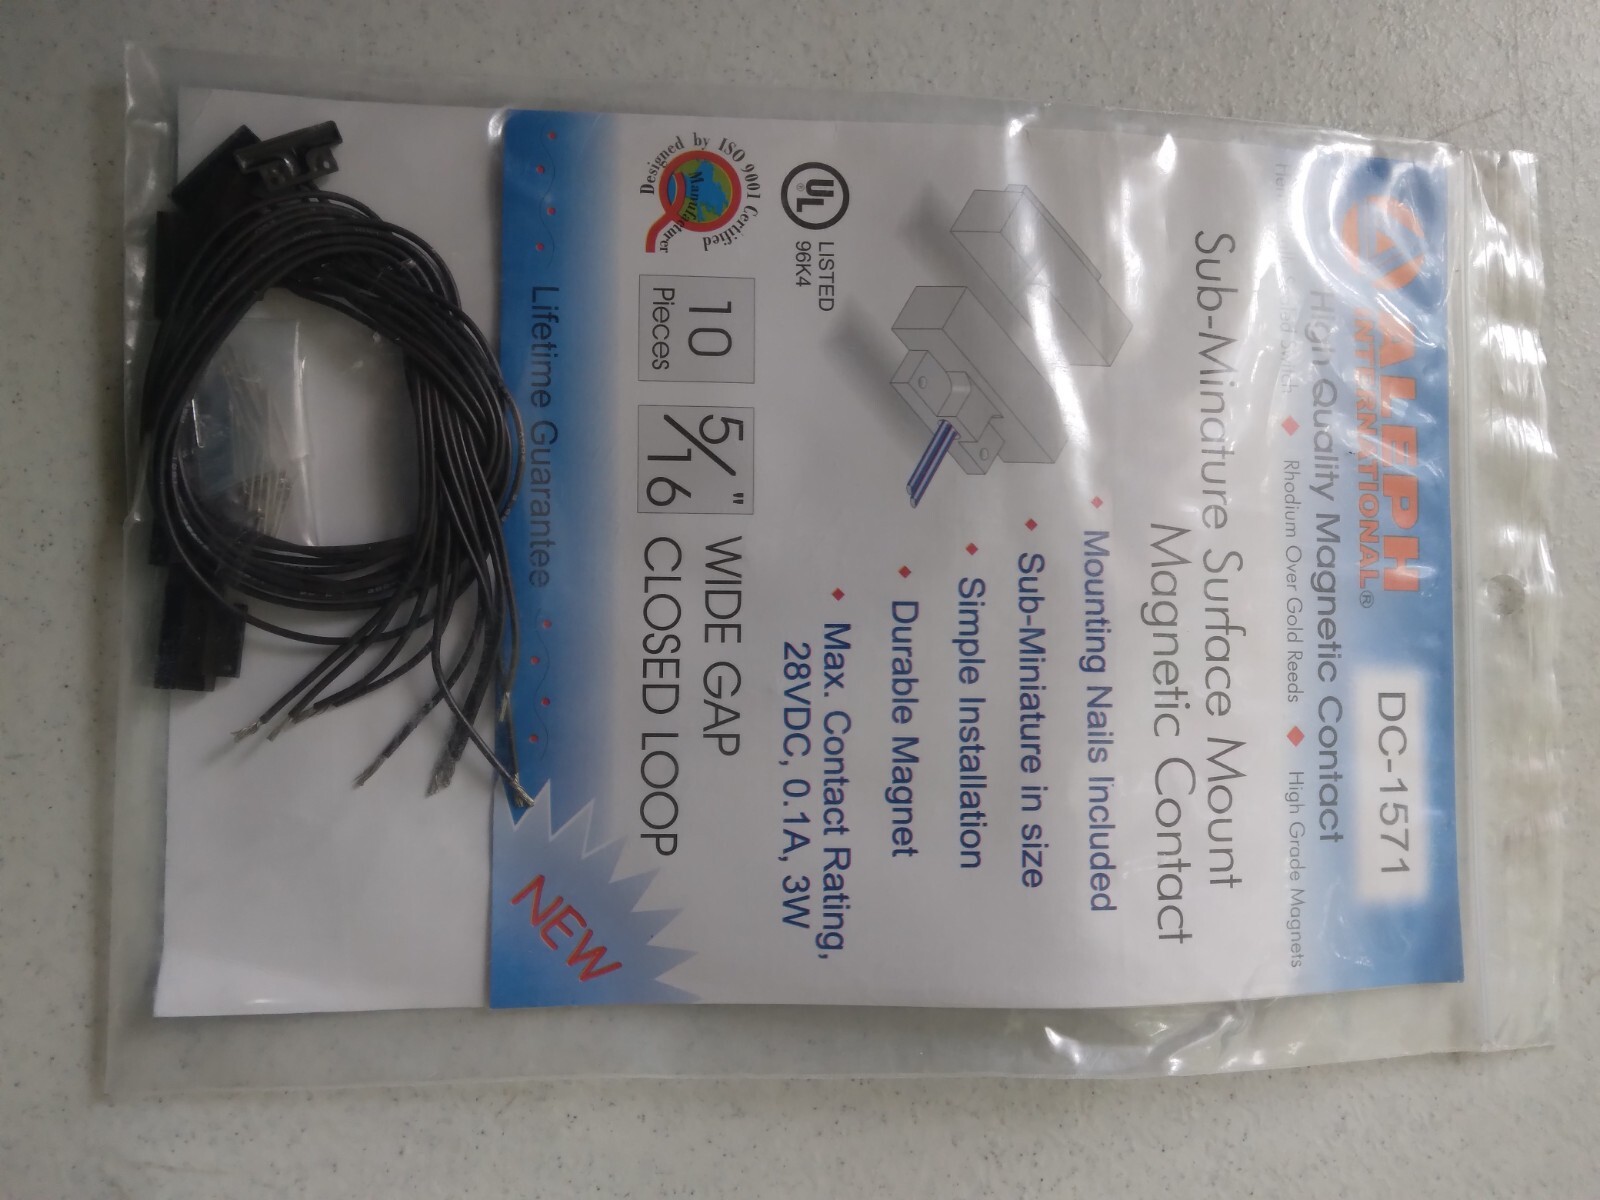 ALEPH
INTERNATIONAL®
DC-1571
High Quality Magnetic Contact
Rhodium Over Gold Reeds ♦ High Grade Magnets
Sub-Minature Surface Mount
Magnetic Contact
Mounting Nails Included
Sub-Miniature in size
Simple Installation
Durable Magnet
Max. Contact Rating,
28VDC, 0.1A, 3W
UL
®
LISTED
96K4
Designed by ISO 9001 Certified
Manufacturer
10
Pieces
5/16"
WIDE GAP
CLOSED LOOP
Lifetime Guarantee
NEW